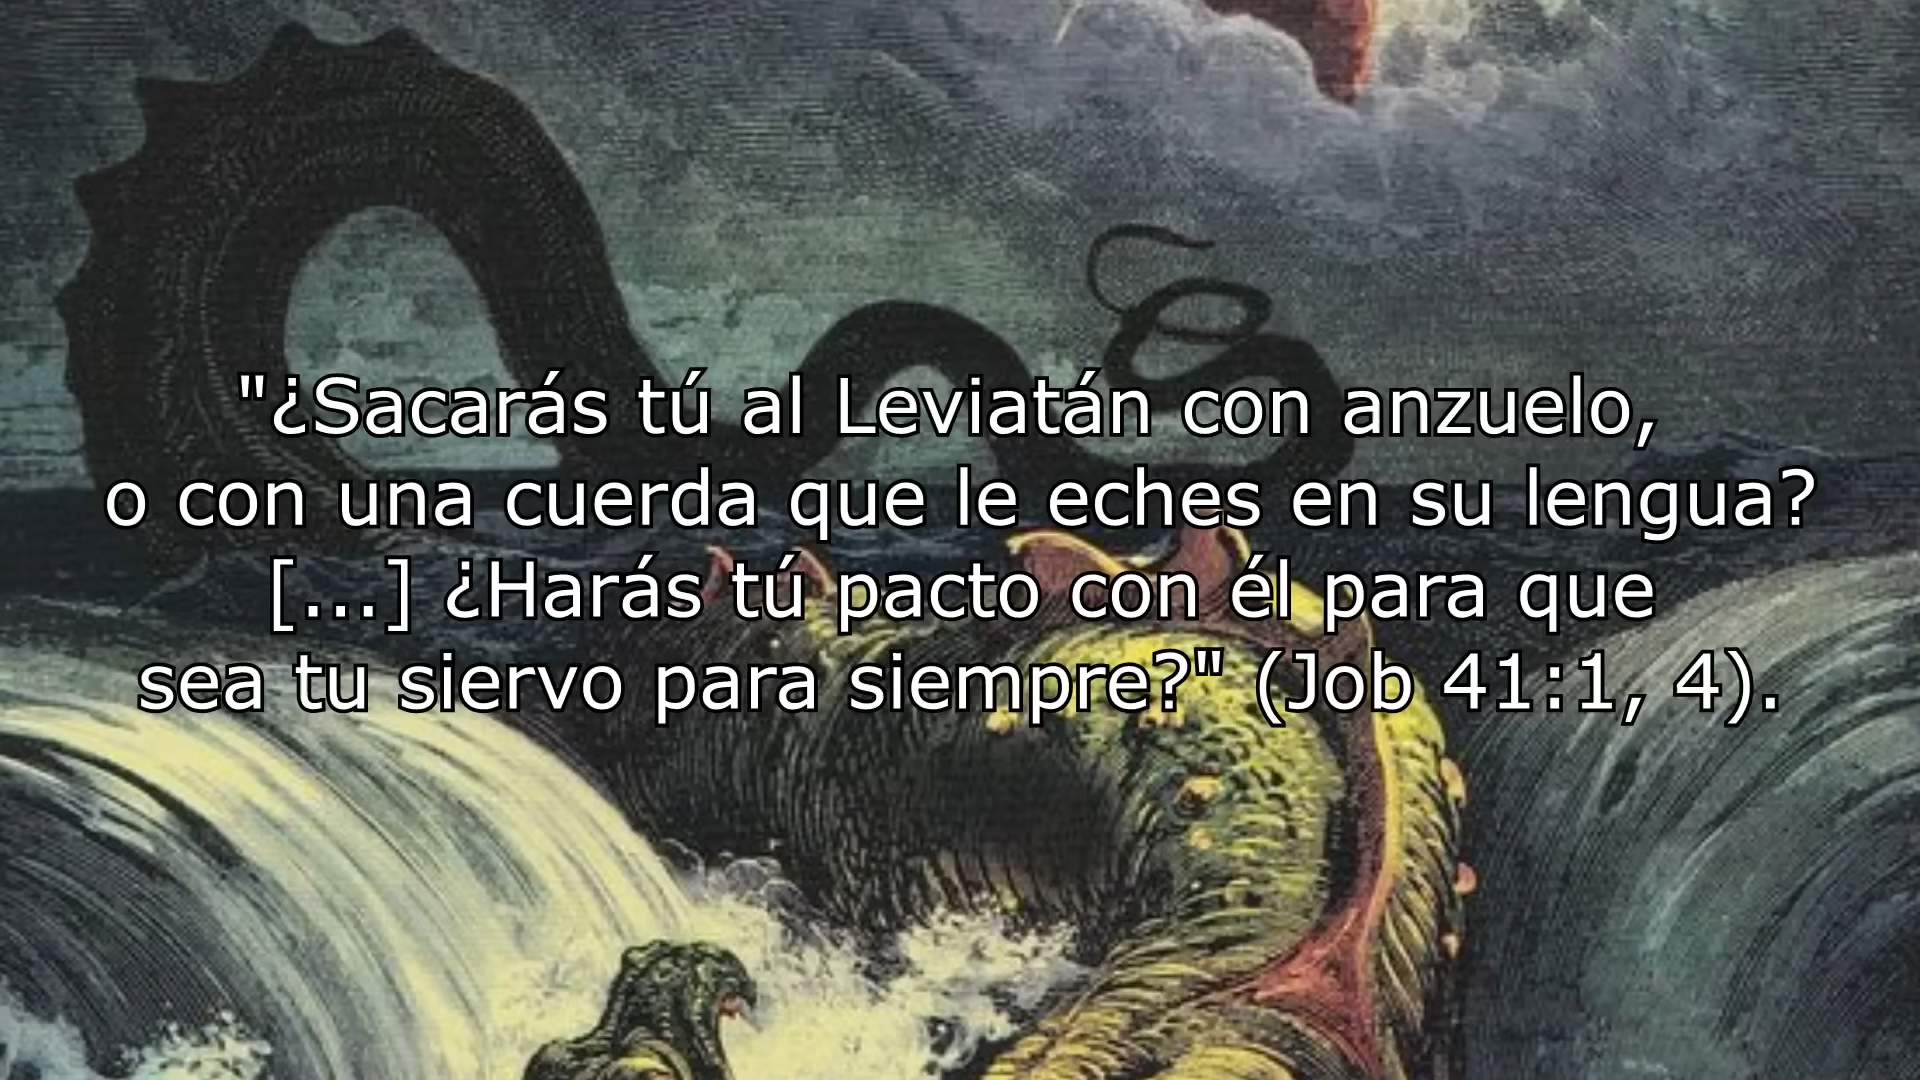 "¿Sacarás tú al Leviatán con anzuelo,
o con una cuerda que le eches en su lengua?
[...] ¿Harás tú pacto con él para que
sea tu siervo para siempre?" (Job 41:1, 4).